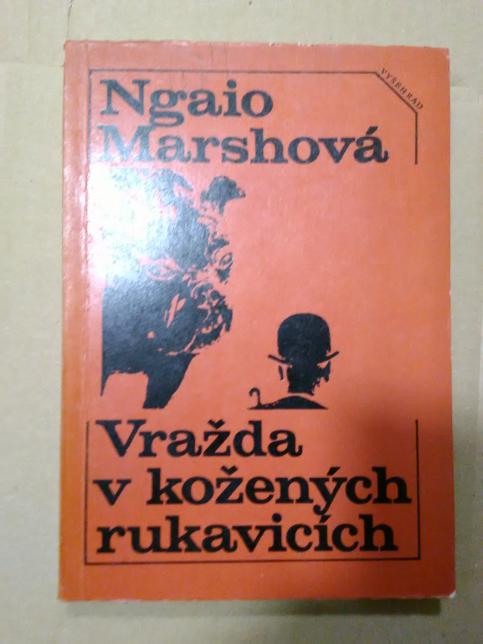 VYŠEHRAD
Ngaio
Marshová
Vražda
v kožených
rukavicích